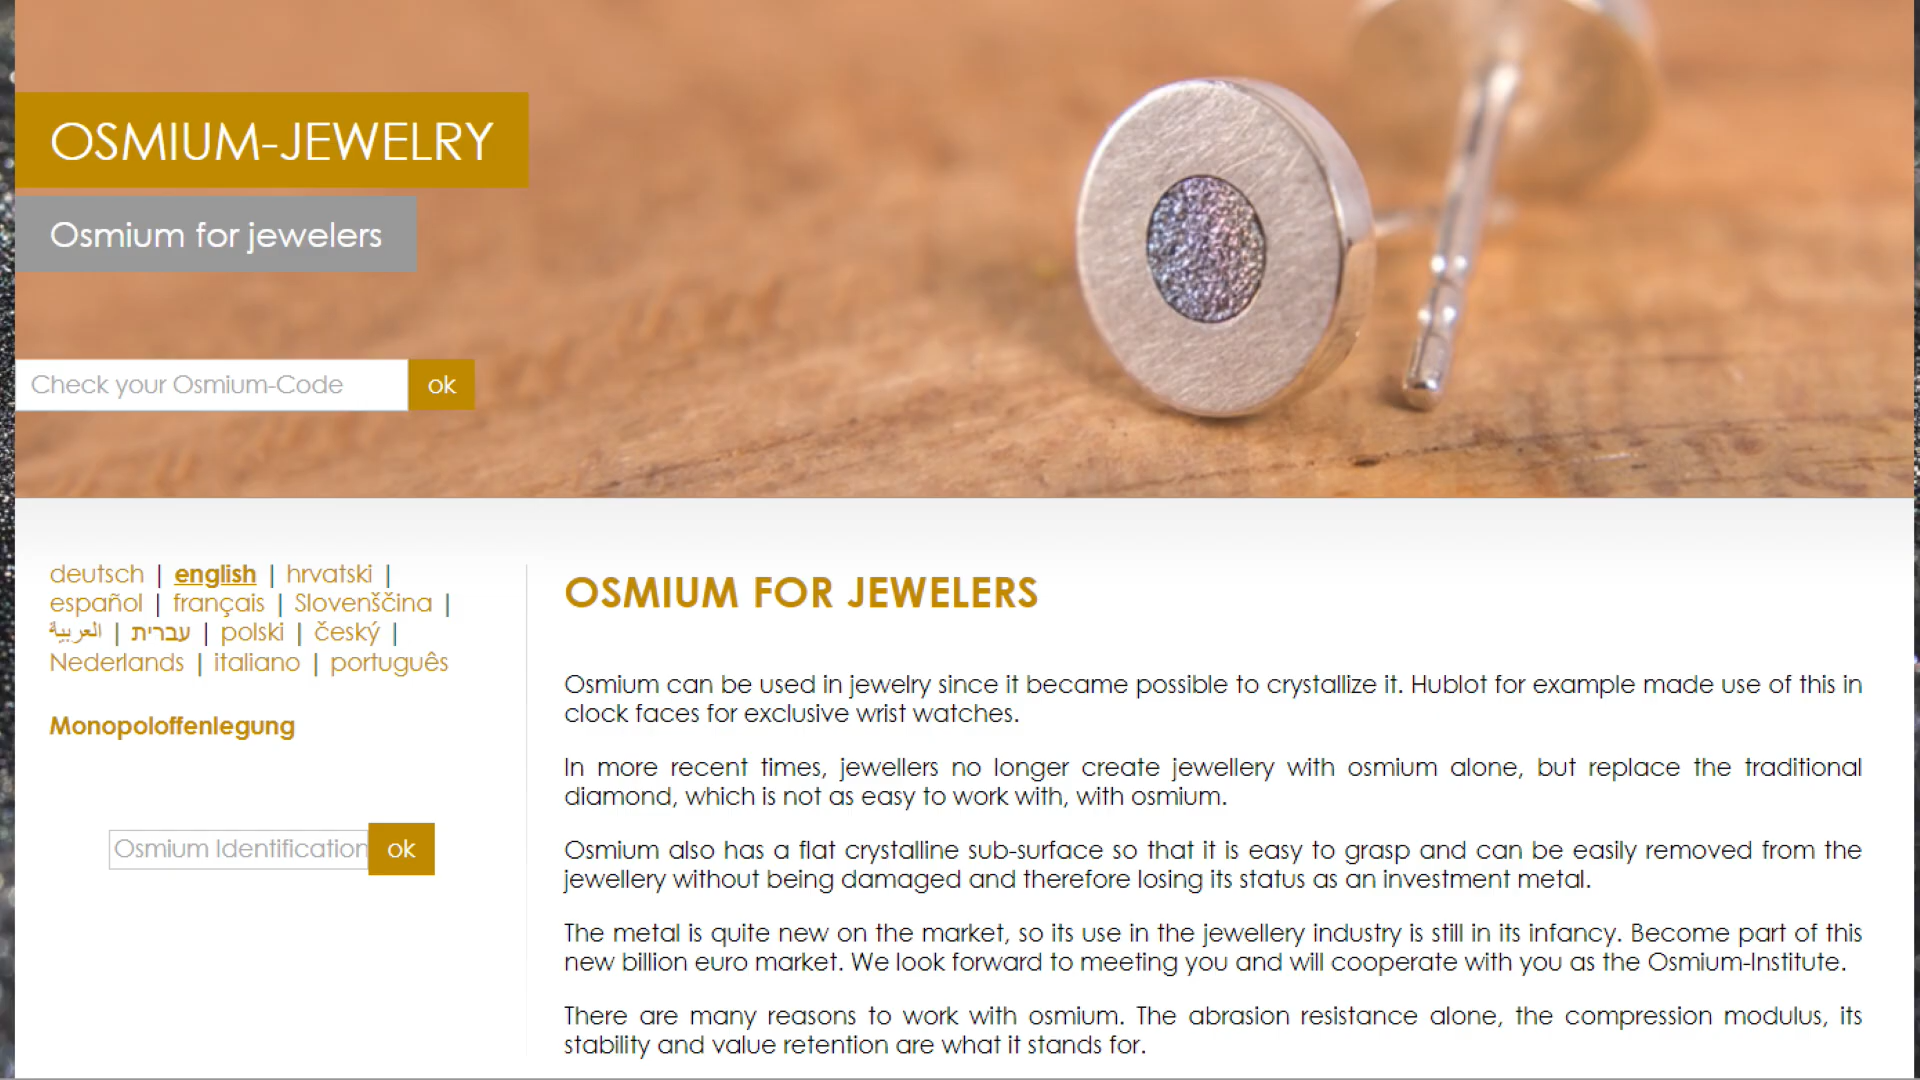 OSMIUM-JEWELRY
Osmium for jewelers
Check your Osmium-Code
ok
deutsch | english | hrvatski |
español | français | Slovenščina |
العربية | עברית | polski | český |
Nederlands | italiano | português
Monopoloffenlegung
Osmium Identification
ok
OSMIUM FOR JEWELERS
Osmium can be used in jewelry since it became possible to crystallize it. Hublot for example made use of this in
clock faces for exclusive wrist watches.
In more recent times, jewellers no longer create jewellery with osmium alone, but replace the traditional
diamond, which is not as easy to work with, with osmium.
Osmium also has a flat crystalline sub-surface so that it is easy to grasp and can be easily removed from the
jewellery without being damaged and therefore losing its status as an investment metal.
The metal is quite new on the market, so its use in the jewellery industry is still in its infancy. Become part of this
new billion euro market. We look forward to meeting you and will cooperate with you as the Osmium-Institute.
There are many reasons to work with osmium. The abrasion resistance alone, the compression modulus, its
stability and value retention are what it stands for.